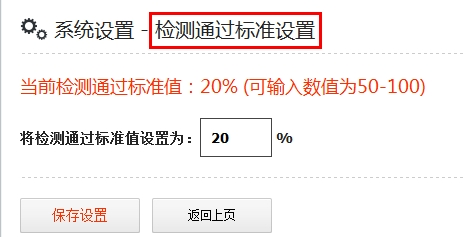 系统设置 - 检测通过标准设置
当前检测通过标准值：20% (可输入数值为50-100)
将检测通过标准值设置为： 20 %
保存设置 返回上页